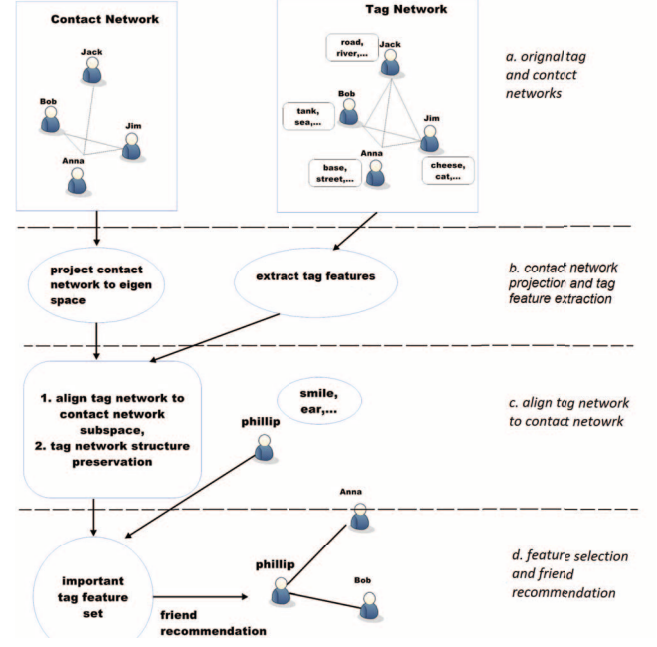 Contact Network
Jack
Bob
Jim
Anna
Tag Network
road,
river,...
Jack
Bob
tank,
sea,...
Jim
Anna
base,
street,...
cheese,
cat,...
a. orignal tag
and contect
networks
project contact
network to eigen
space
extract tag features
b. contact network
projection and tag
feature extraction
1. align tag network to
contact network
subspace,
2. tag network structure
preservation
smile,
ear,...
phillip
c. align tag network
to contact netowrk
Anna
phillip
Bob
important
tag feature
set
friend
recommendation
d. feature selection
and friend
recommendation